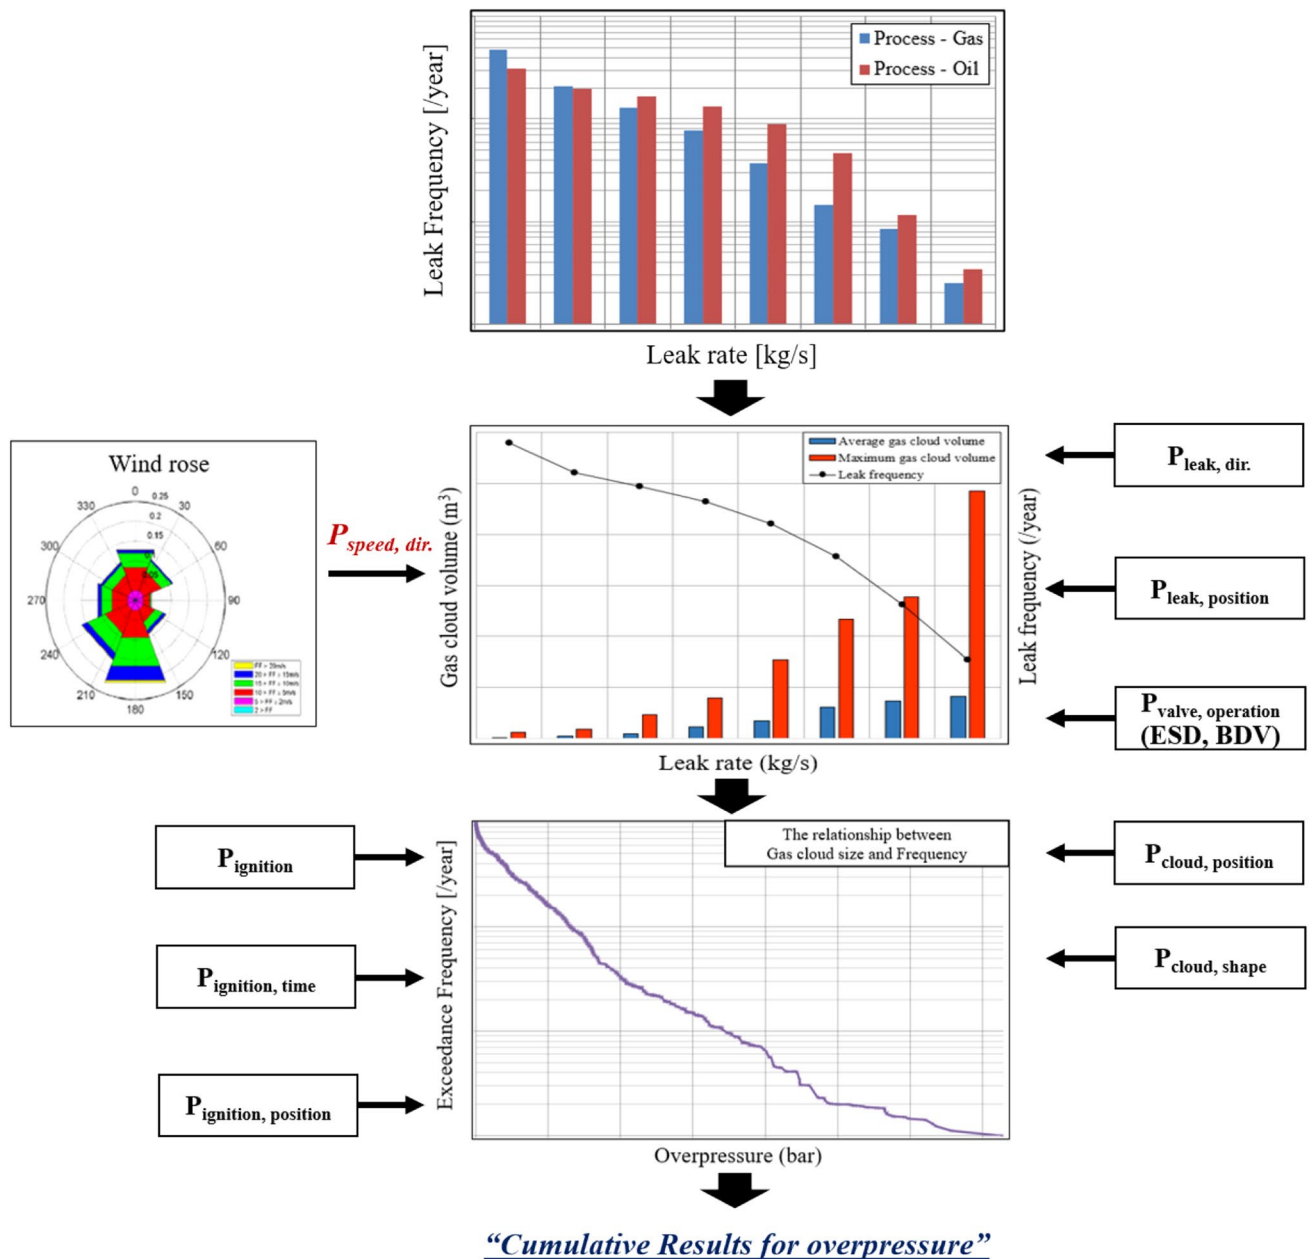 Process - Gas
Process - Oil
Leak Frequency [/year]
Leak rate [kg/s]
Wind rose
0
30
60
90
120
150
180
210
240
270
300
330
0.25
0.2
0.15
P speed, dir.
Average gas cloud volume
Maximum gas cloud volume
Leak frequency
Gas cloud volume (m³)
Leak frequency (/year)
Leak rate (kg/s)
P leak, dir.
P leak, position
P valve, operation
(ESD, BDV)
P ignition
P ignition, time
P ignition, position
The relationship between
Gas cloud size and Frequency
Exceedance Frequency [/year]
Overpressure (bar)
P cloud, position
P cloud, shape
“Cumulative Results for overpressure”